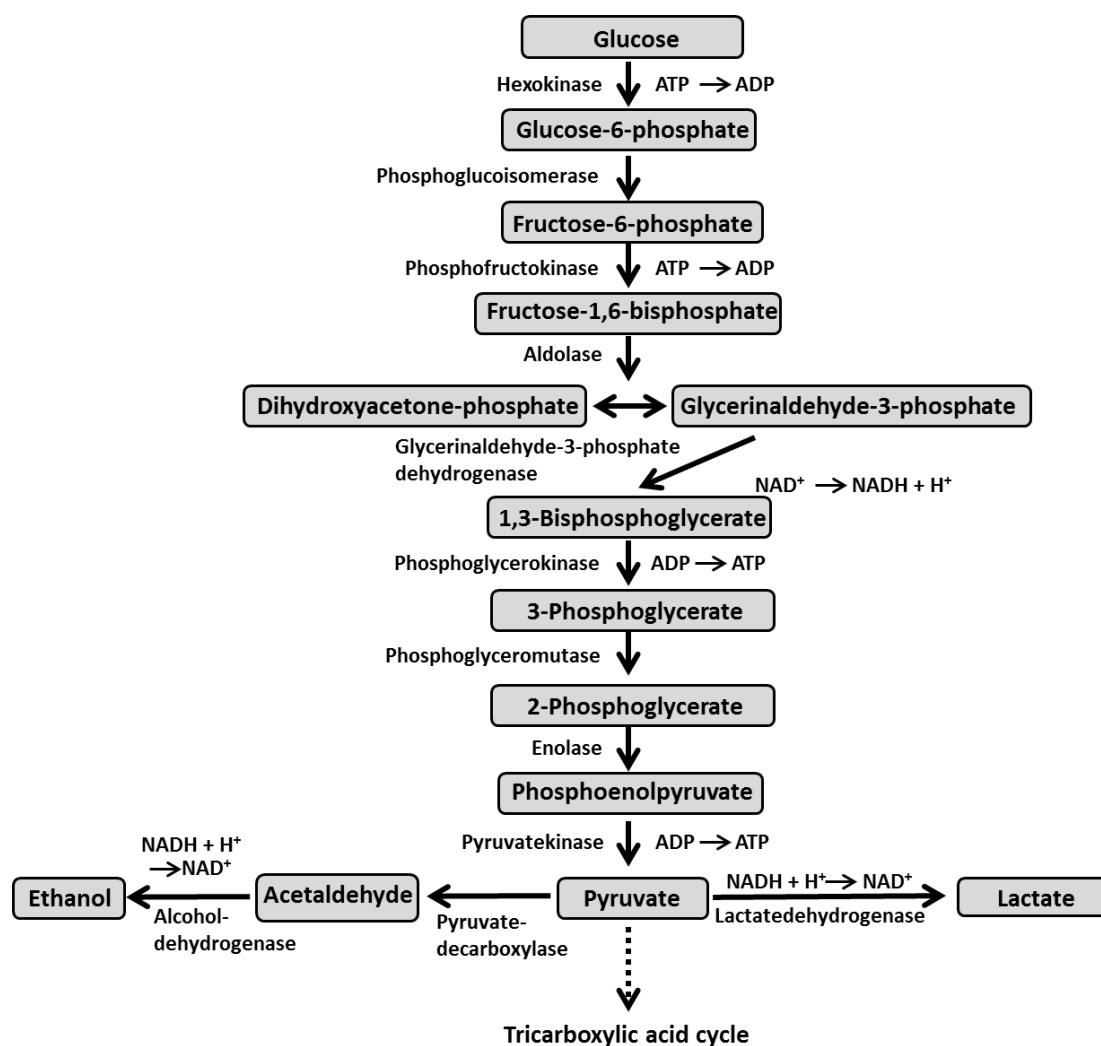 Glucose
Hexokinase ATP → ADP
Glucose-6-phosphate
Phosphoglucoisomerase
Fructose-6-phosphate
Phosphofructokinase ATP → ADP
Fructose-1,6-bisphosphate
Aldolase
Dihydroxyacetone-phosphate Glycerinaldehyde-3-phosphate
Glycerinaldehyde-3-phosphate
dehydrogenase
NAD⁺ → NADH + H⁺
1,3-Bisphosphoglycerate
Phosphoglycerokinase ADP → ATP
3-Phosphoglycerate
Phosphoglyceromutase
2-Phosphoglycerate
Enolase
Phosphoenolpyruvate
Pyruvatekinase ADP → ATP
NADH + H⁺
→ NAD⁺
Ethanol
Alcohol-
dehydrogenase
Acetaldehyde
Pyruvate-
decarboxylase
Pyruvate
NADH + H⁺ → NAD⁺
Lactatedehydrogenase
Lactate
Tricarboxylic acid cycle